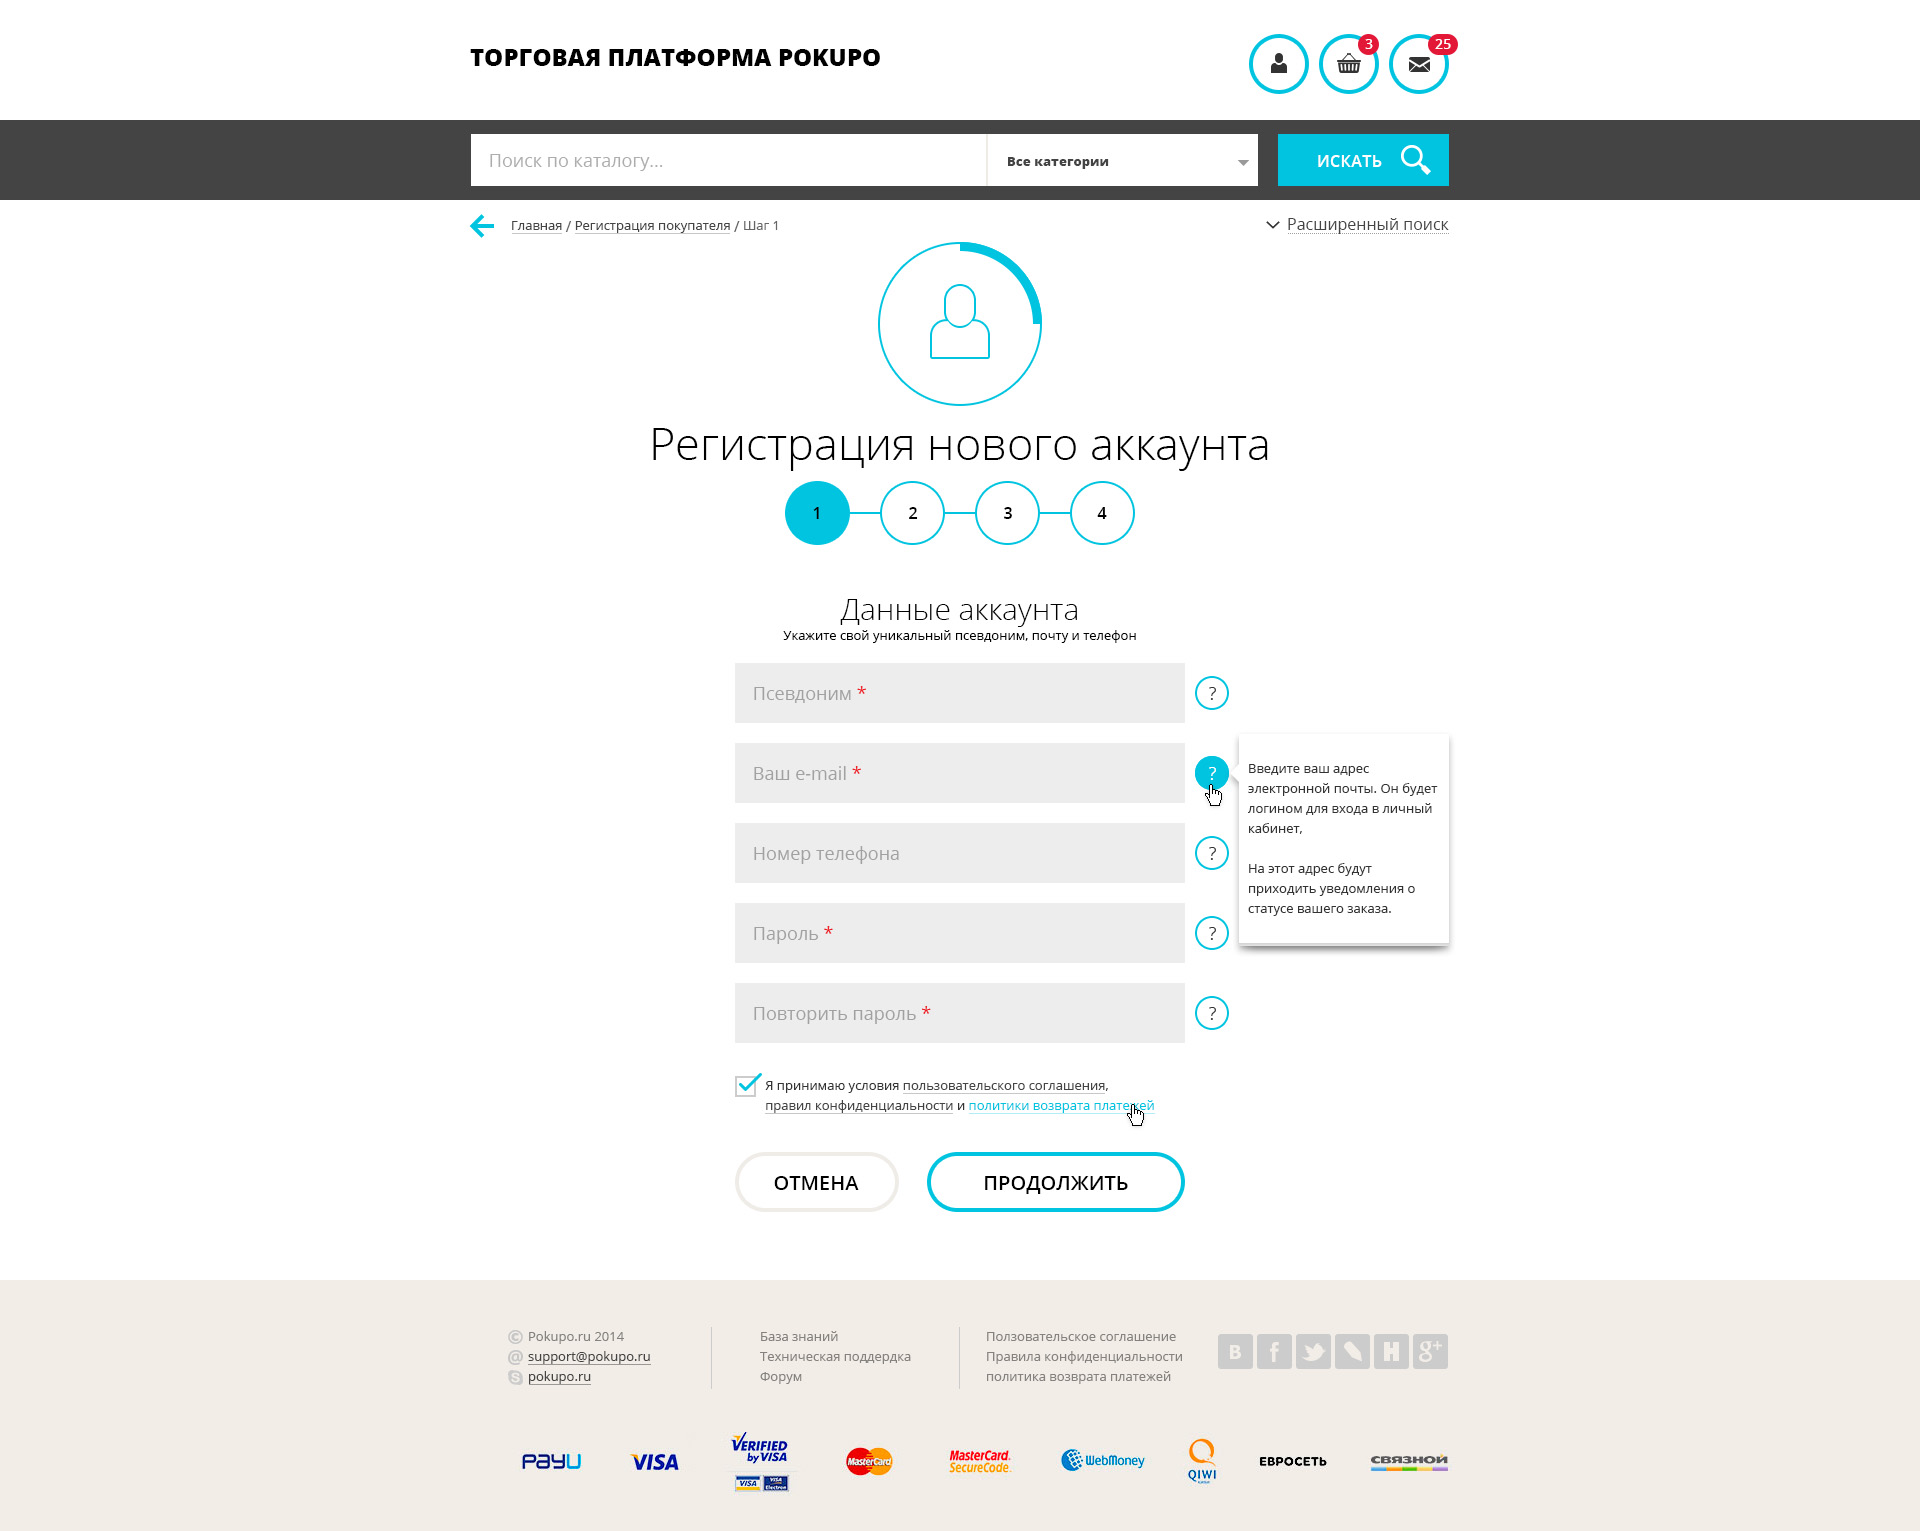 ТОРГОВАЯ ПЛАТФОРМА POKUPO
3
25
Поиск по каталогу...
Все категории
ИСКАТЬ
Главная / Регистрация покупателя / Шаг 1
Расширенный поиск
Регистрация нового аккаунта
1
2
3
4
Данные аккаунта
Укажите свой уникальный псевдоним, почту и телефон
Псевдоним *
?
Ваш e-mail *
?
Введите ваш адрес
электронной почты. Он будет
логином для входа в личный
кабинет,
На этот адрес будут
приходить уведомления о
статусе вашего заказа.
Номер телефона
?
Пароль *
?
Повторить пароль *
?
Я принимаю условия пользовательского соглашения,
правил конфиденциальности и политики возврата платежей
ОТМЕНА
ПРОДОЛЖИТЬ
© Pokupo.ru 2014
@ support@pokupo.ru
pokupo.ru
База знаний
Техническая поддердка
Форум
Ползовательское соглашение
Правила конфиденциальности
политика возврата платежей
B
f
H
g+
PayU
VISA
VERIFIED
by VISA
VISA
VISA
Electron
MasterCard
MasterCard.
SecureCode.
WebMoney
QIWI
ЕВРОСЕТЬ
СВЯЗНОЙ